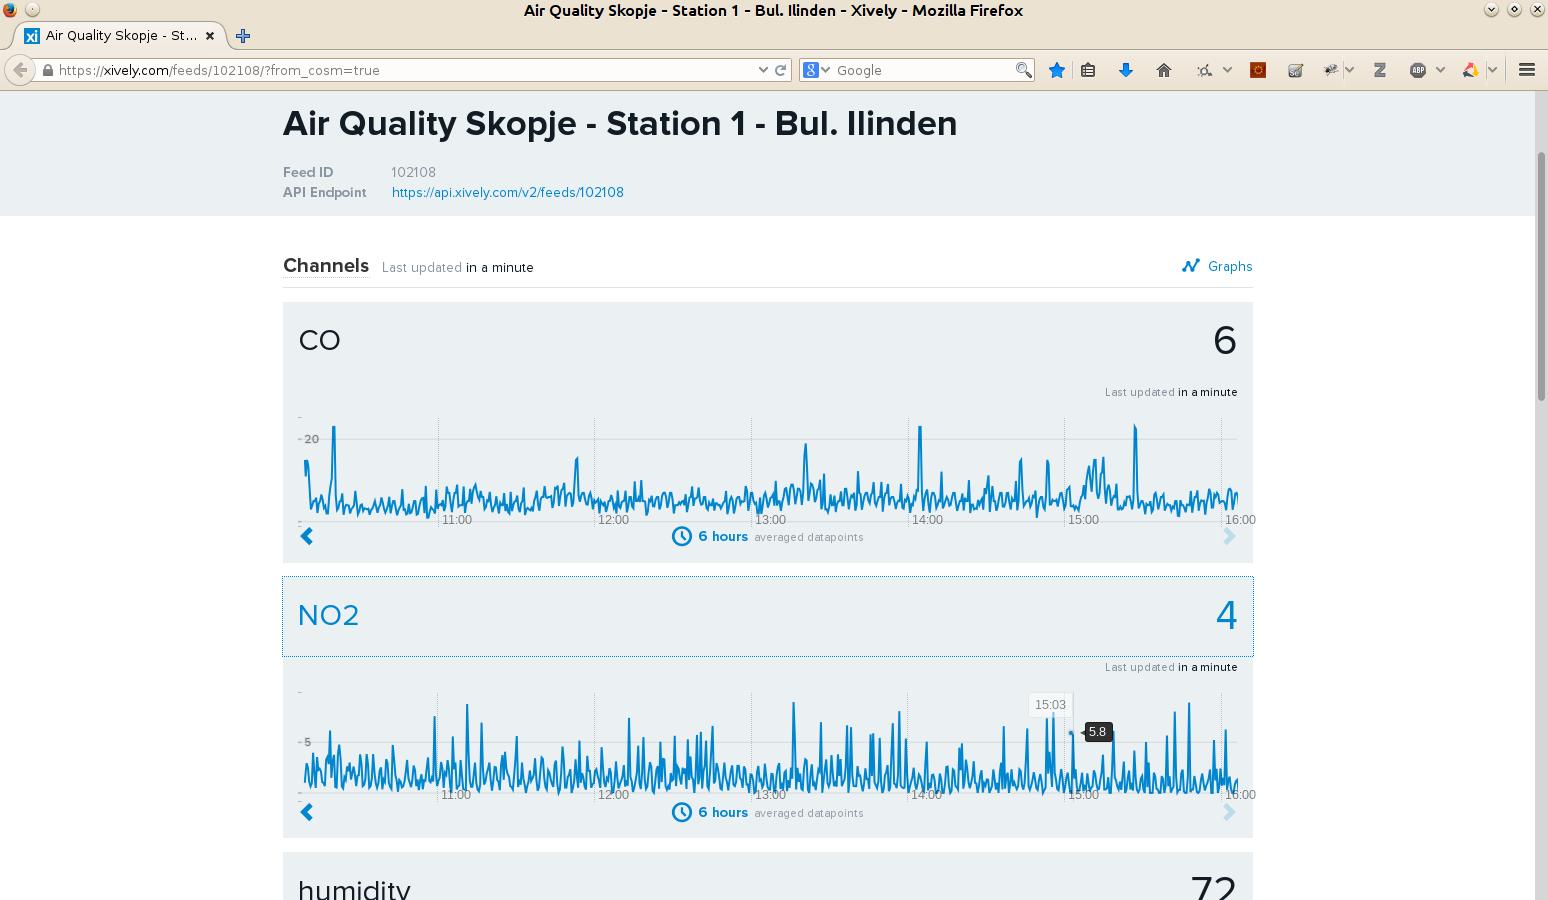 Air Quality Skopje - Station 1 - Bul. Ilinden - Xively - Mozilla Firefox
xi Air Quality Skopje - St...
https://xively.com/feeds/102108/?from_cosm=true
8 Google
ABP
Air Quality Skopje - Station 1 - Bul. Ilinden
Feed ID 102108
API Endpoint https://api.xively.com/v2/feeds/102108
Channels Last updated in a minute Graphs
CO 6
Last updated in a minute
20
11:00 12:00 13:00 14:00 15:00 16:00
6 hours averaged datapoints
NO2 4
Last updated in a minute
15:03
5.8
5
11:00 12:00 13:00 14:00 15:00 16:00
6 hours averaged datapoints
humidity 72